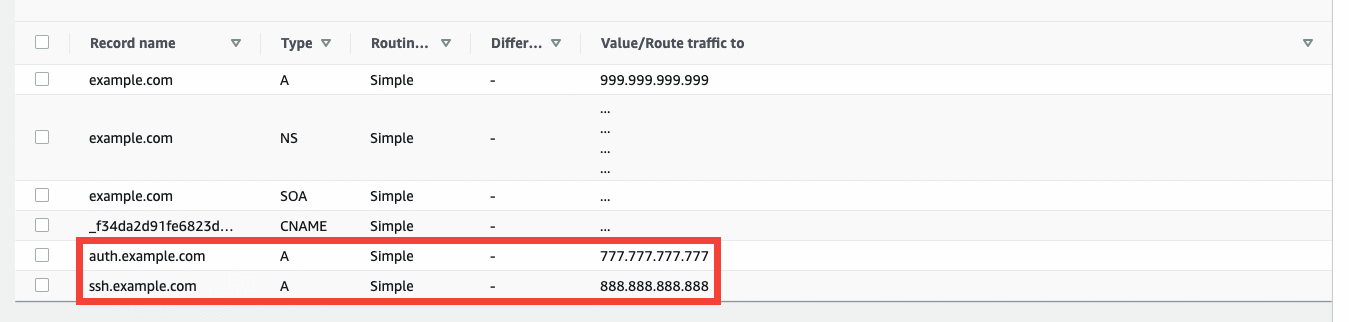 Record name Type Routin... Differ... Value/Route traffic to
example.com A Simple - 999.999.999.999
...
...
example.com NS Simple -
...
...
example.com SOA Simple - ...
_f34da2d91fe6823d... CNAME Simple - ...
auth.example.com A Simple - 777.777.777.777
ssh.example.com A Simple - 888.888.888.888